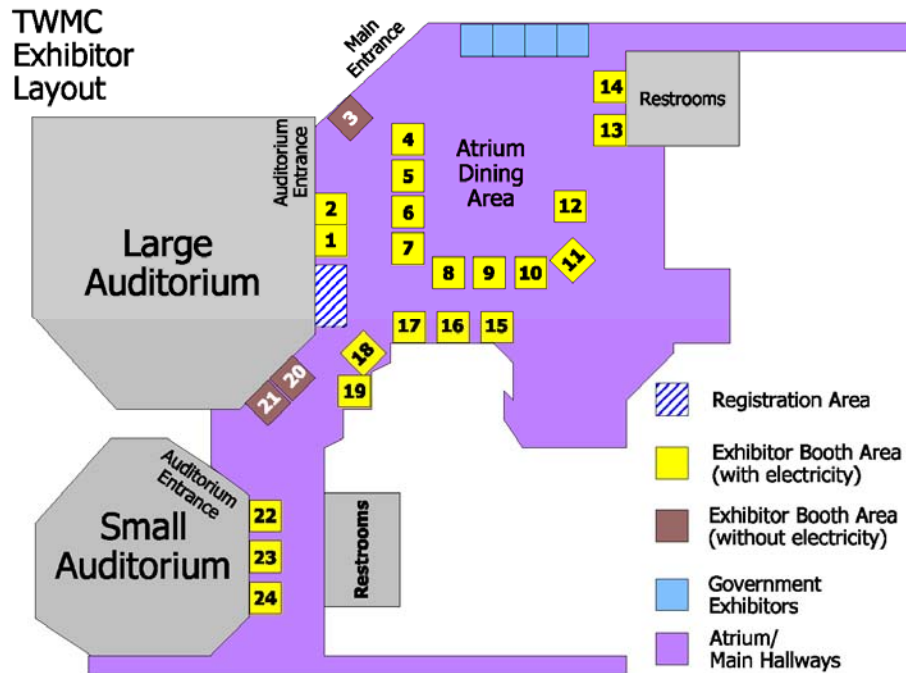 TWMC
Exhibitor
Layout
Main
Entrance
3
14
13
Restrooms
4
5
6
7
Atrium
Dining
Area
Auditorium
Entrance
2
1
12
11
Large
Auditorium
8
9
10
17
16
15
18
19
20
21
Registration Area
Auditorium
Entrance
Exhibitor Booth Area
(with electricity)
Small
Auditorium
22
23
24
Restrooms
Exhibitor Booth Area
(without electricity)
Government
Exhibitors
Atrium/
Main Hallways